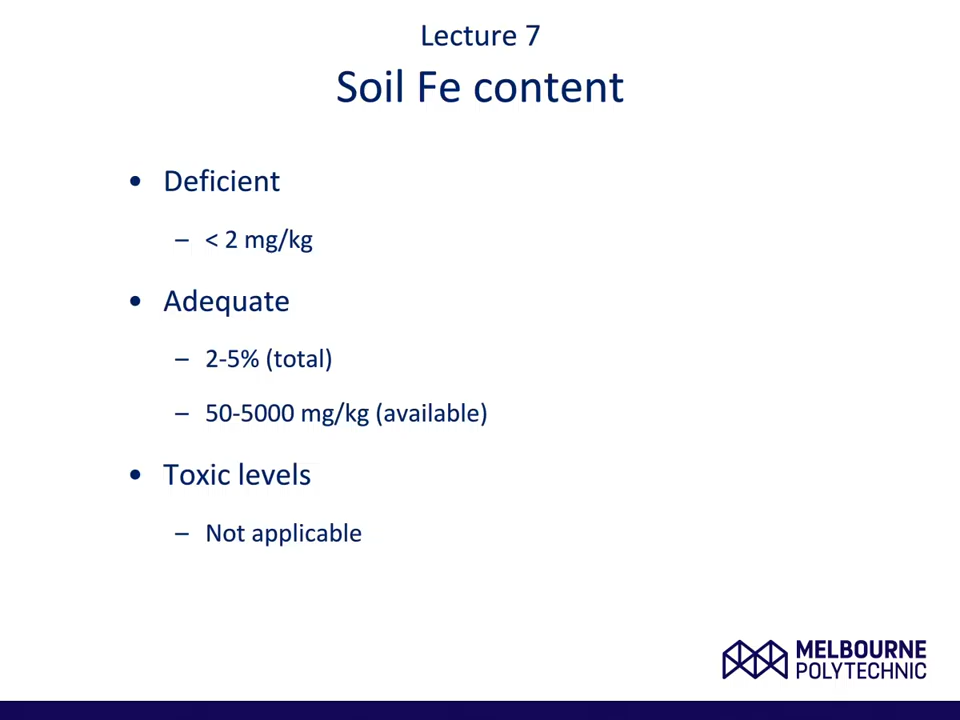 Lecture 7
Soil Fe content
• Deficient
– < 2 mg/kg
• Adequate
– 2-5% (total)
– 50-5000 mg/kg (available)
• Toxic levels
– Not applicable
MELBOURNE
POLYTECHNIC